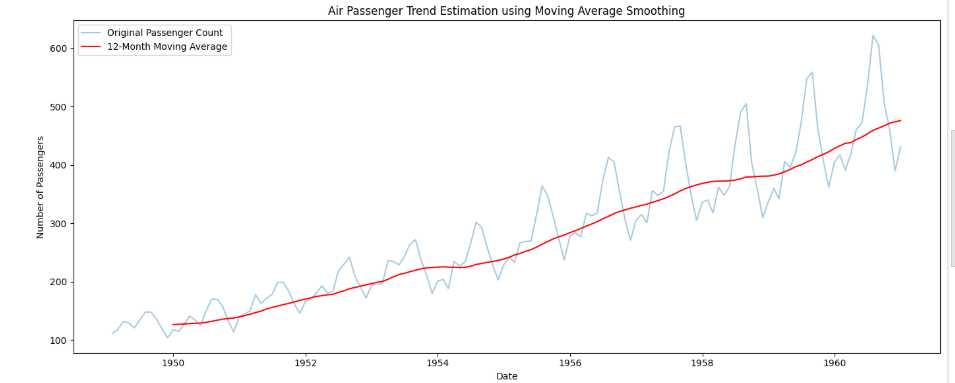 Air Passenger Trend Estimation using Moving Average Smoothing
Original Passenger Count
12-Month Moving Average
Number of Passengers
600
500
400
300
200
100
1950
1952
1954
1956
1958
1960
Date